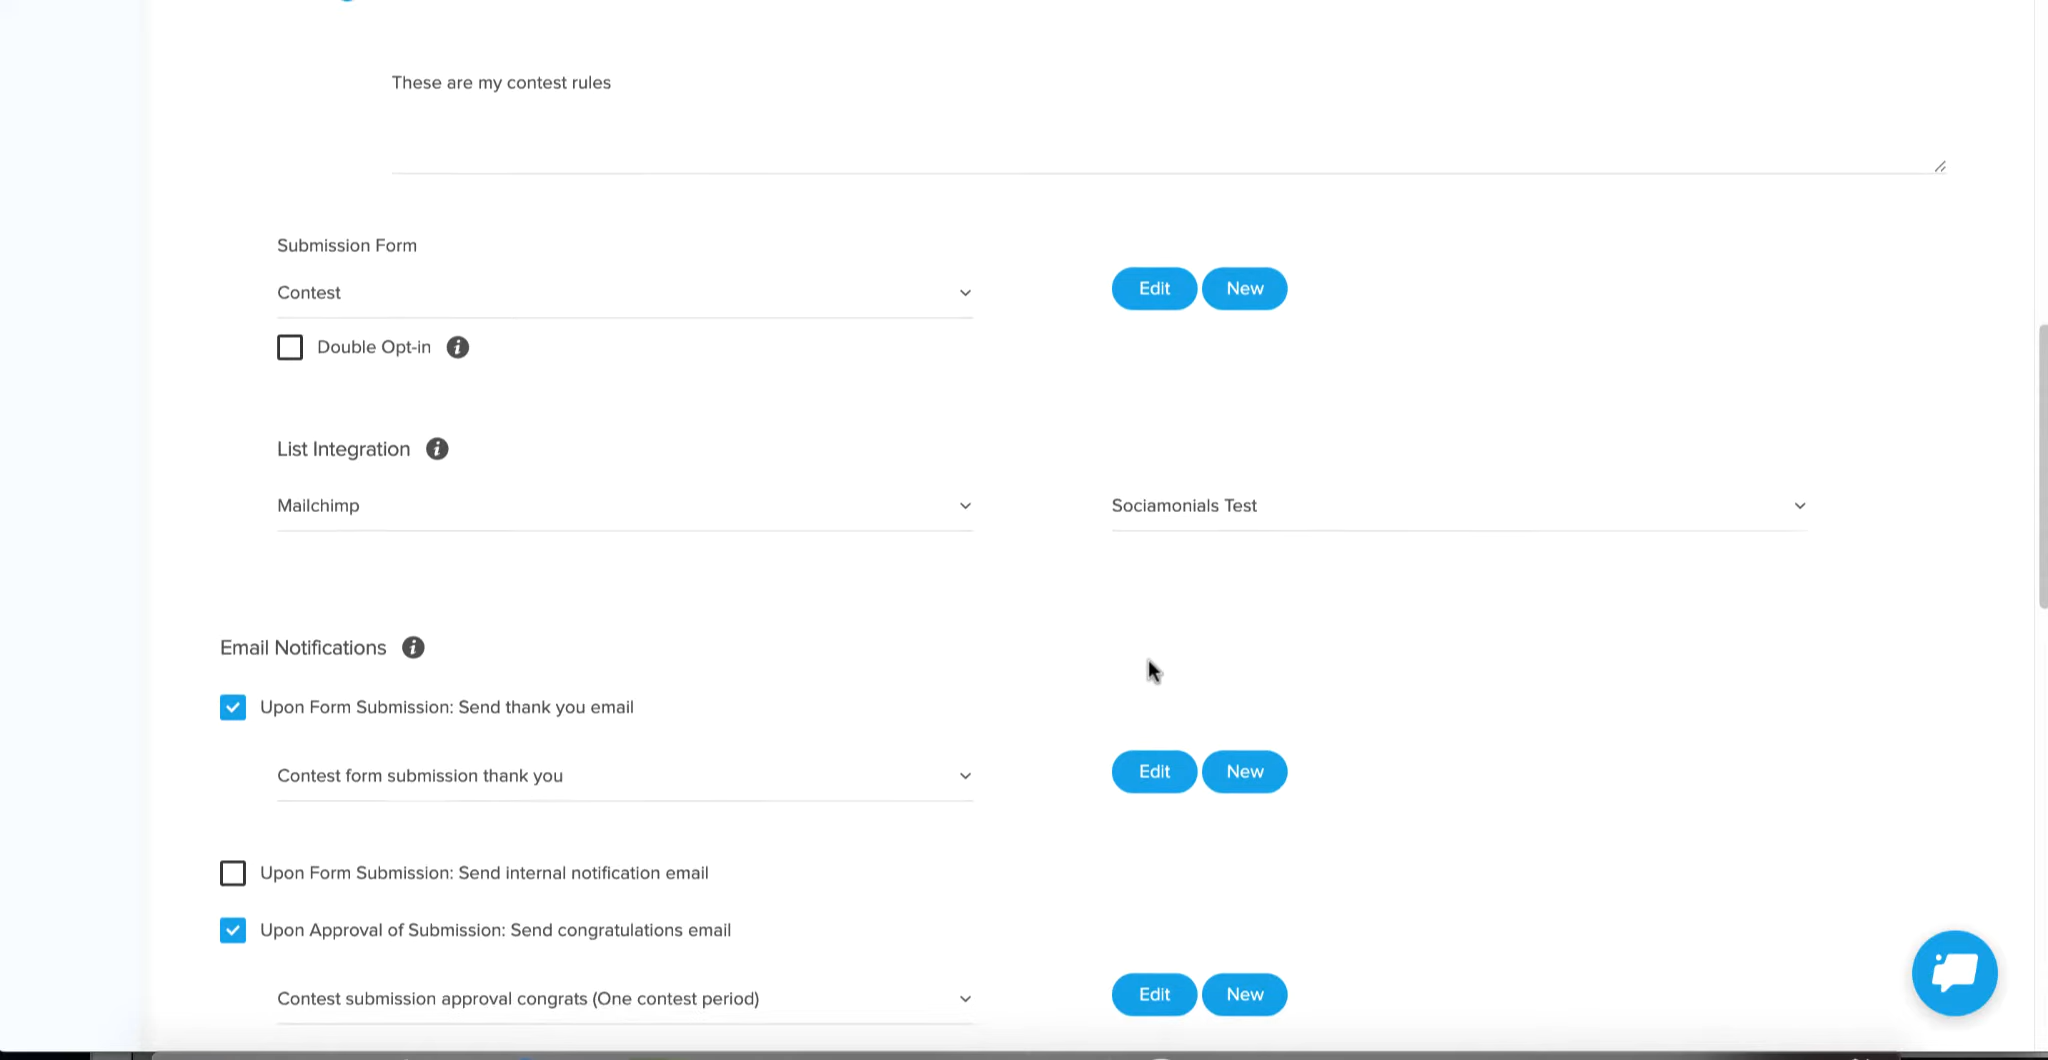 These are my contest rules
Submission Form
Contest
Edit New
Double Opt-in
List Integration
Mailchimp
Sociamonials Test
Email Notifications
Upon Form Submission: Send thank you email
Contest form submission thank you
Edit New
Upon Form Submission: Send internal notification email
Upon Approval of Submission: Send congratulations email
Contest submission approval congrats (One contest period)
Edit New